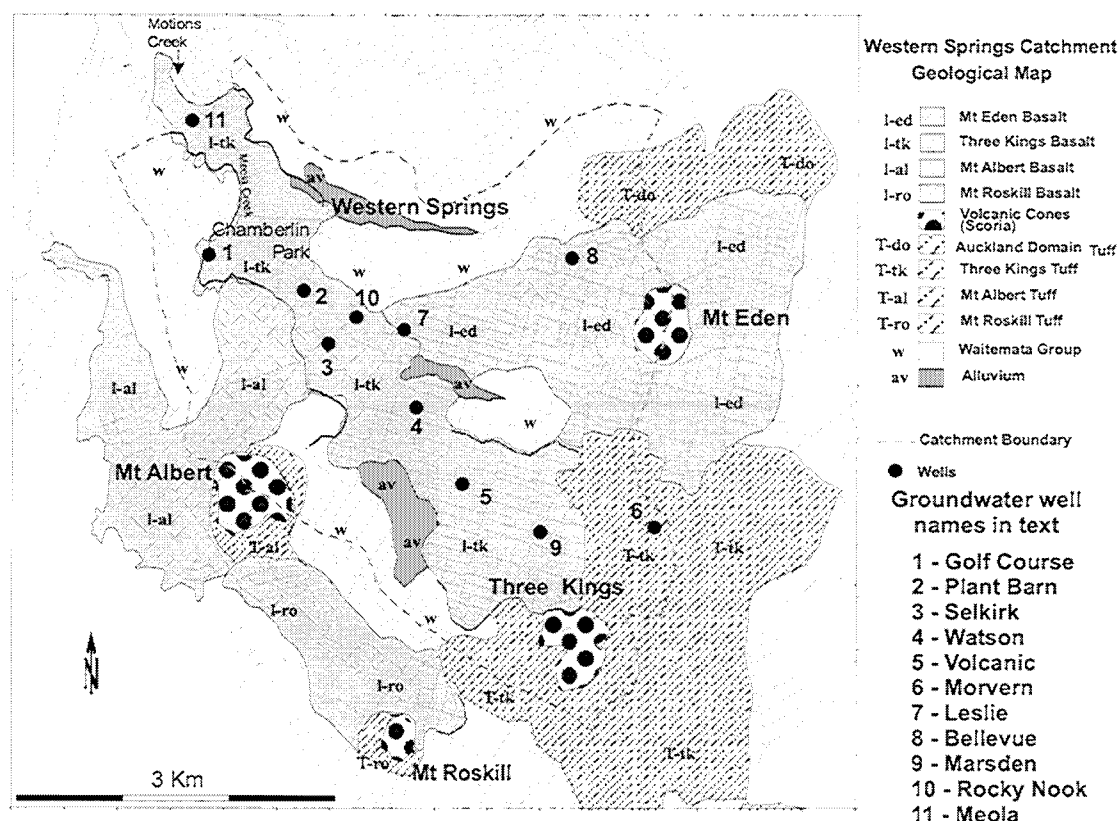 Motions
Creek
11
l-tk
Meola Creek
w
w
av
w
T-do
T-do
Western Springs
Chamberlin
Park
1
l-tk
w
w
8
l-ed
2
10
7
l-ed
l-ed
Mt Eden
3
w
l-al
l-al
l-tk
av
4
w
l-ed
Mt Albert
av
5
6
l-al
w
T-al
av
l-tk
9
T-tk
T-tk
Three Kings
l-ro
w
l-ro
T-tk
T-ro
Mt Roskill
T-tk
N
3 Km
Western Springs Catchment
Geological Map
l-ed Mt Eden Basalt
l-tk Three Kings Basalt
l-al Mt Albert Basalt
l-ro Mt Roskill Basalt
Volcanic Cones
(Scoria)
T-do Auckland Domain Tuff
T-tk Three Kings Tuff
T-al Mt Albert Tuff
T-ro Mt Roskill Tuff
w Waitemata Group
av Alluvium
Catchment Boundary
Wells
Groundwater well
names in text
1 - Golf Course
2 - Plant Barn
3 - Selkirk
4 - Watson
5 - Volcanic
6 - Morvern
7 - Leslie
8 - Bellevue
9 - Marsden
10 - Rocky Nook
11 - Meola